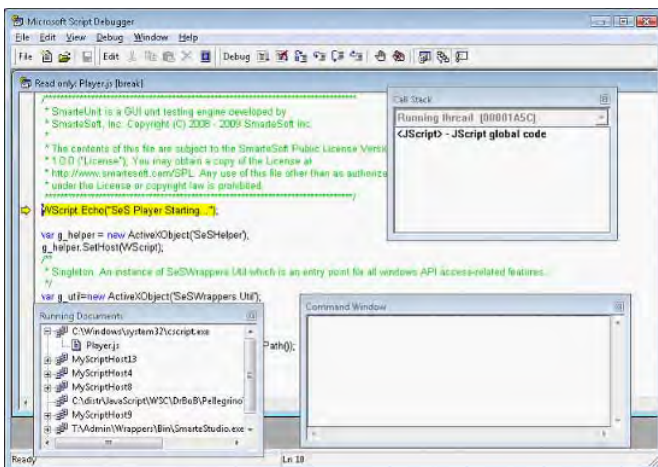 Microsoft Script Debugger
File Edit View Debug Window Help
File Edit Debug
Read only: Player.js [break]
/**********************************************************************
* SmarteUnit is a GUI unit testing engine developed by
* SmarteSoft, Inc. Copyright (C) 2008 - 2009 SmarteSoft Inc.
*
* The contents of this file are subject to the SmarteSoft Public License Versi
* 1.0.0 ("License"); You may obtain a copy of the License at
* http://www.smartesoft.com/SPL. Any use of this file other than as authoriza
* under the License or copyright law is prohibited.
**********************************************************************/
WScript.Echo("SeS Player Starting...");
var g_helper = new ActiveXObject('SeSHelper');
g_helper.SetHost(WScript);
/**
* Singleton. An instance of SeSWrappers.Util which is an entry point for all windows API access-related features.
*/
var g_util=new ActiveXObject('SeSWrappers.Util');
Path());
Call Stack
Running thread (00001A5C)
<JScript> - JScript global code
Running Documents
C:\Windows\system32\cscript.exe
Player.js
MyScriptHost13
MyScriptHost4
MyScriptHost8
C:\distr\JavaScript\WSC\DrBoB\Pellegrino
MyScriptHost9
T:\Admin\Wrappers\Bin\SmarteStudio.exe
Command Window
Ready
Ln 10